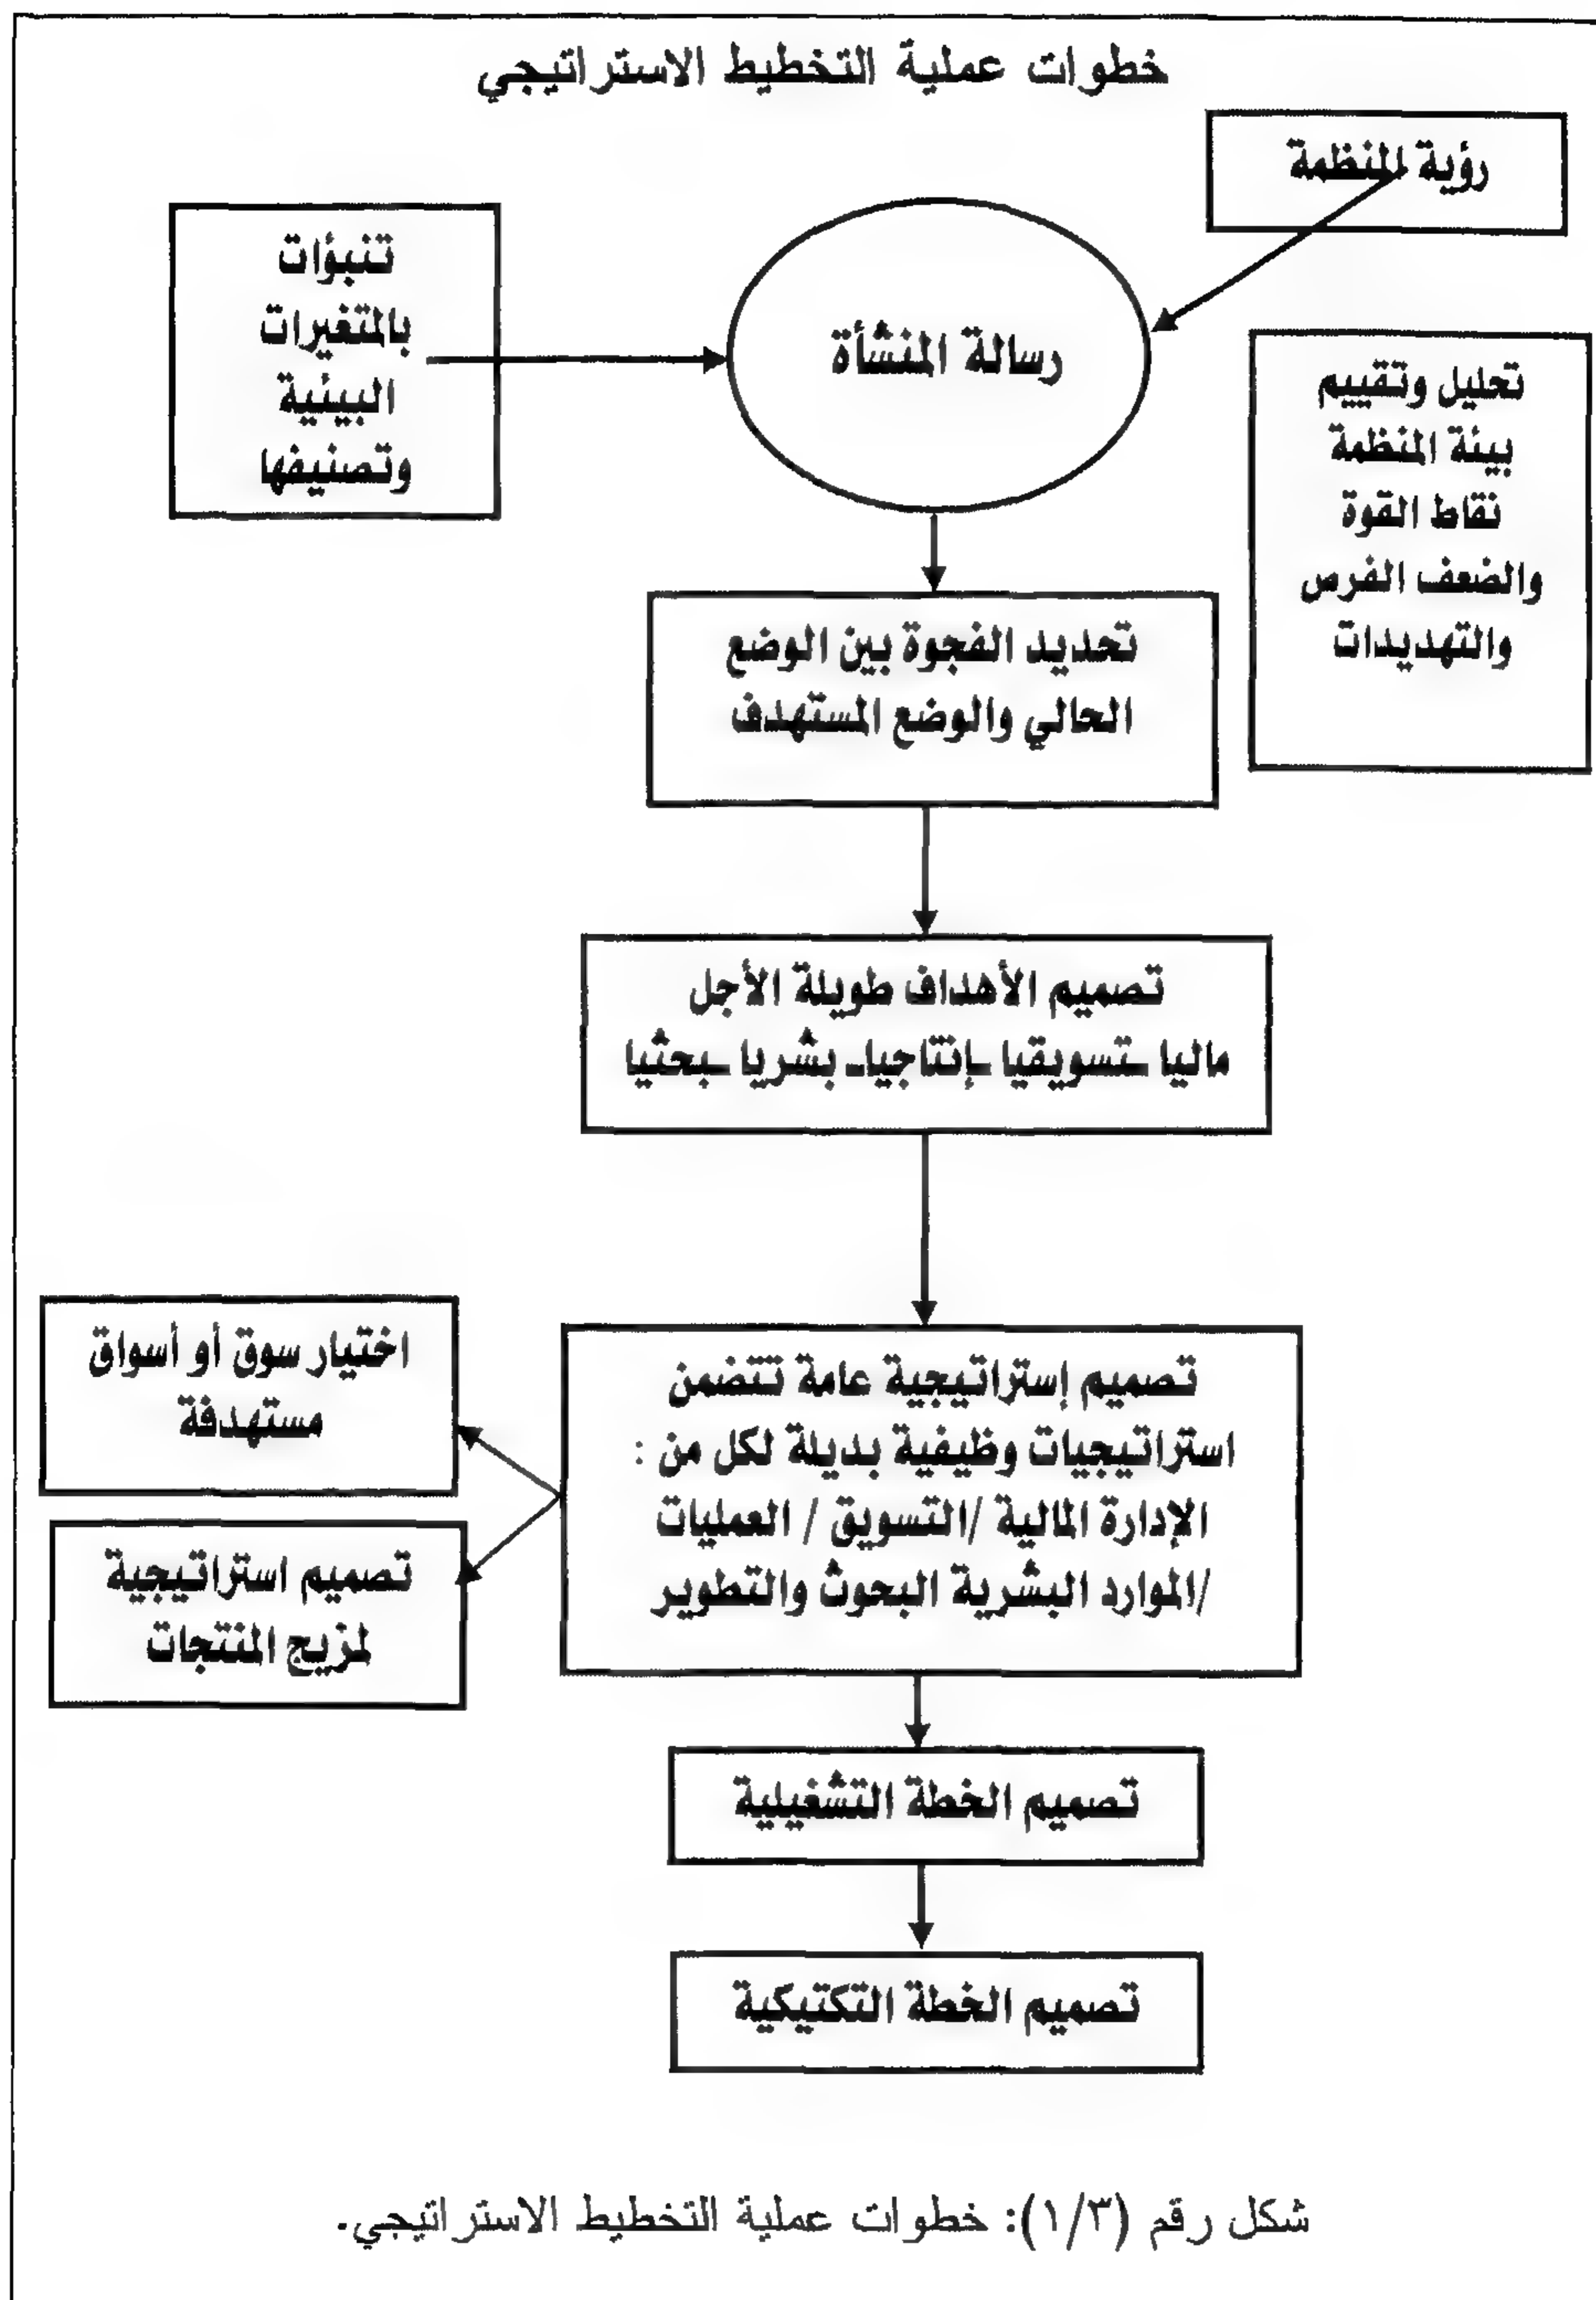 خطوات عملية التخطيط الاستراتيجي
رؤية المنظمة
تنبؤات
بالمتغيرات
البيئية
وتصنيفها
رسالة المنشأة
تحليل وتقييم
بيئة المنظمة
نقاط القوة
والضعف الفرص
والتهديدات
تحديد الفجوة بين الوضع
الحالي والوضع المستهدف
تصميم الأهداف طويلة الأجل
ماليا -تسويقيا -إنتاجيا- بشريا -بحثيا
تصميم إستراتيجية عامة تتضمن
استراتيجيات وظيفية بديلة لكل من :
الإدارة المالية /التسويق / العمليات
/الموارد البشرية البحوث والتطوير
اختيار سوق أو أسواق
مستهدفة
تصميم استراتيجية
لمزيج المنتجات
تصميم الخطة التشغيلية
تصميم الخطة التكتيكية
شكل رقم (١/٣): خطوات عملية التخطيط الاستراتيجي.